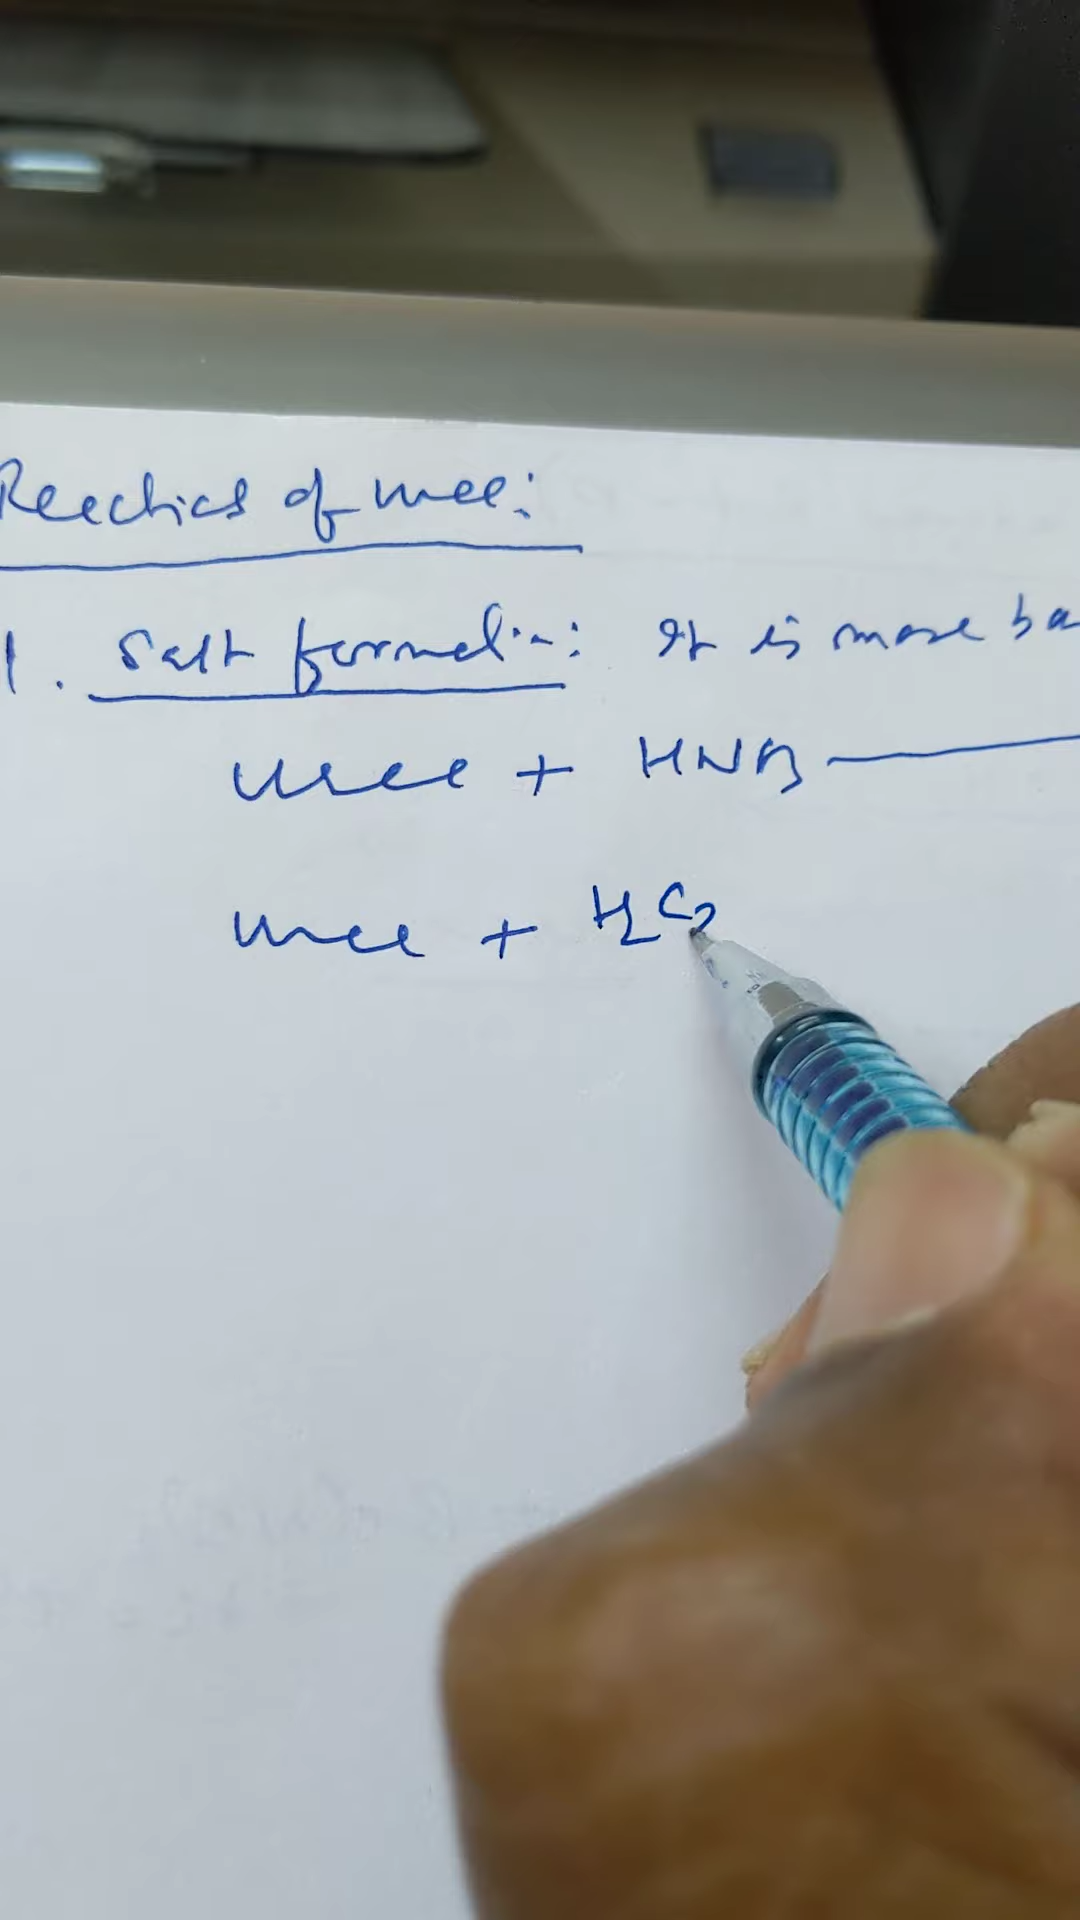 Reactions of urea:
1. Salt formation: It is more ba
Urea + HNO3
urea + H2C2